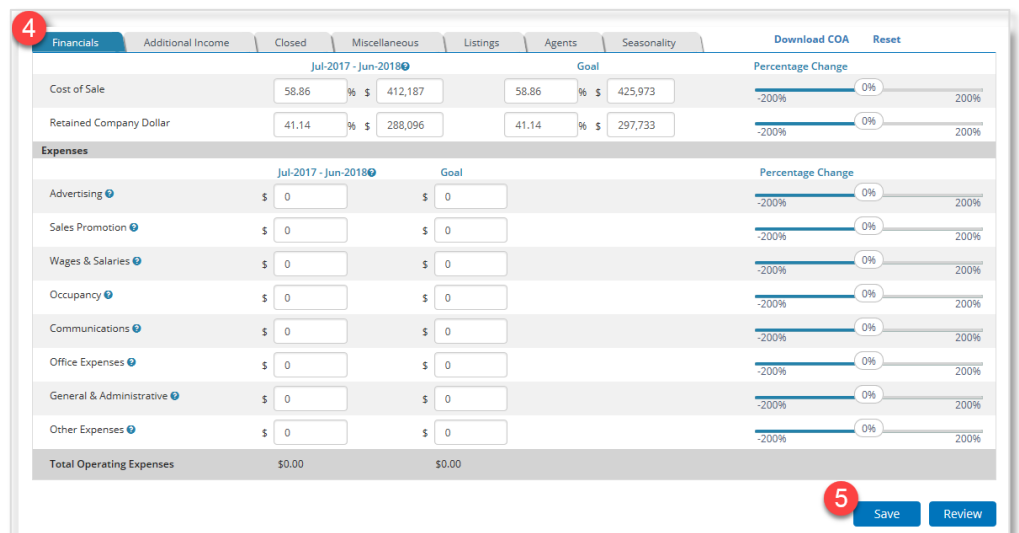 4
Financials Additional Income Closed Miscellaneous Listings Agents Seasonality Download COA Reset
Jul-2017 - Jun-2018? Goal Percentage Change
Cost of Sale 58.86 % $ 412,187 58.86 % $ 425,973 0%
-200% 200%
Retained Company Dollar 41.14 % $ 288,096 41.14 % $ 297,733 0%
-200% 200%
Expenses
Jul-2017 - Jun-2018? Goal Percentage Change
Advertising ? $ 0 $ 0 0%
-200% 200%
Sales Promotion ? $ 0 $ 0 0%
-200% 200%
Wages & Salaries ? $ 0 $ 0 0%
-200% 200%
Occupancy ? $ 0 $ 0 0%
-200% 200%
Communications ? $ 0 $ 0 0%
-200% 200%
Office Expenses ? $ 0 $ 0 0%
-200% 200%
General & Administrative ? $ 0 $ 0 0%
-200% 200%
Other Expenses ? $ 0 $ 0 0%
-200% 200%
Total Operating Expenses $0.00 $0.00
5
Save Review